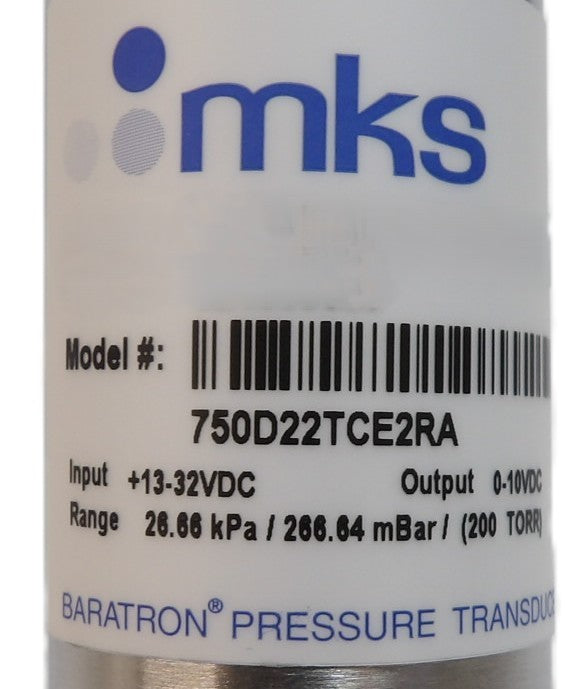 mks
Model #:
750D22TCE2RA
Input +13-32VDC Output 0-10VDC
Range 26.66 kPa / 266.64 mBar / (200 TORR)
BARATRON® PRESSURE TRANSDUCE